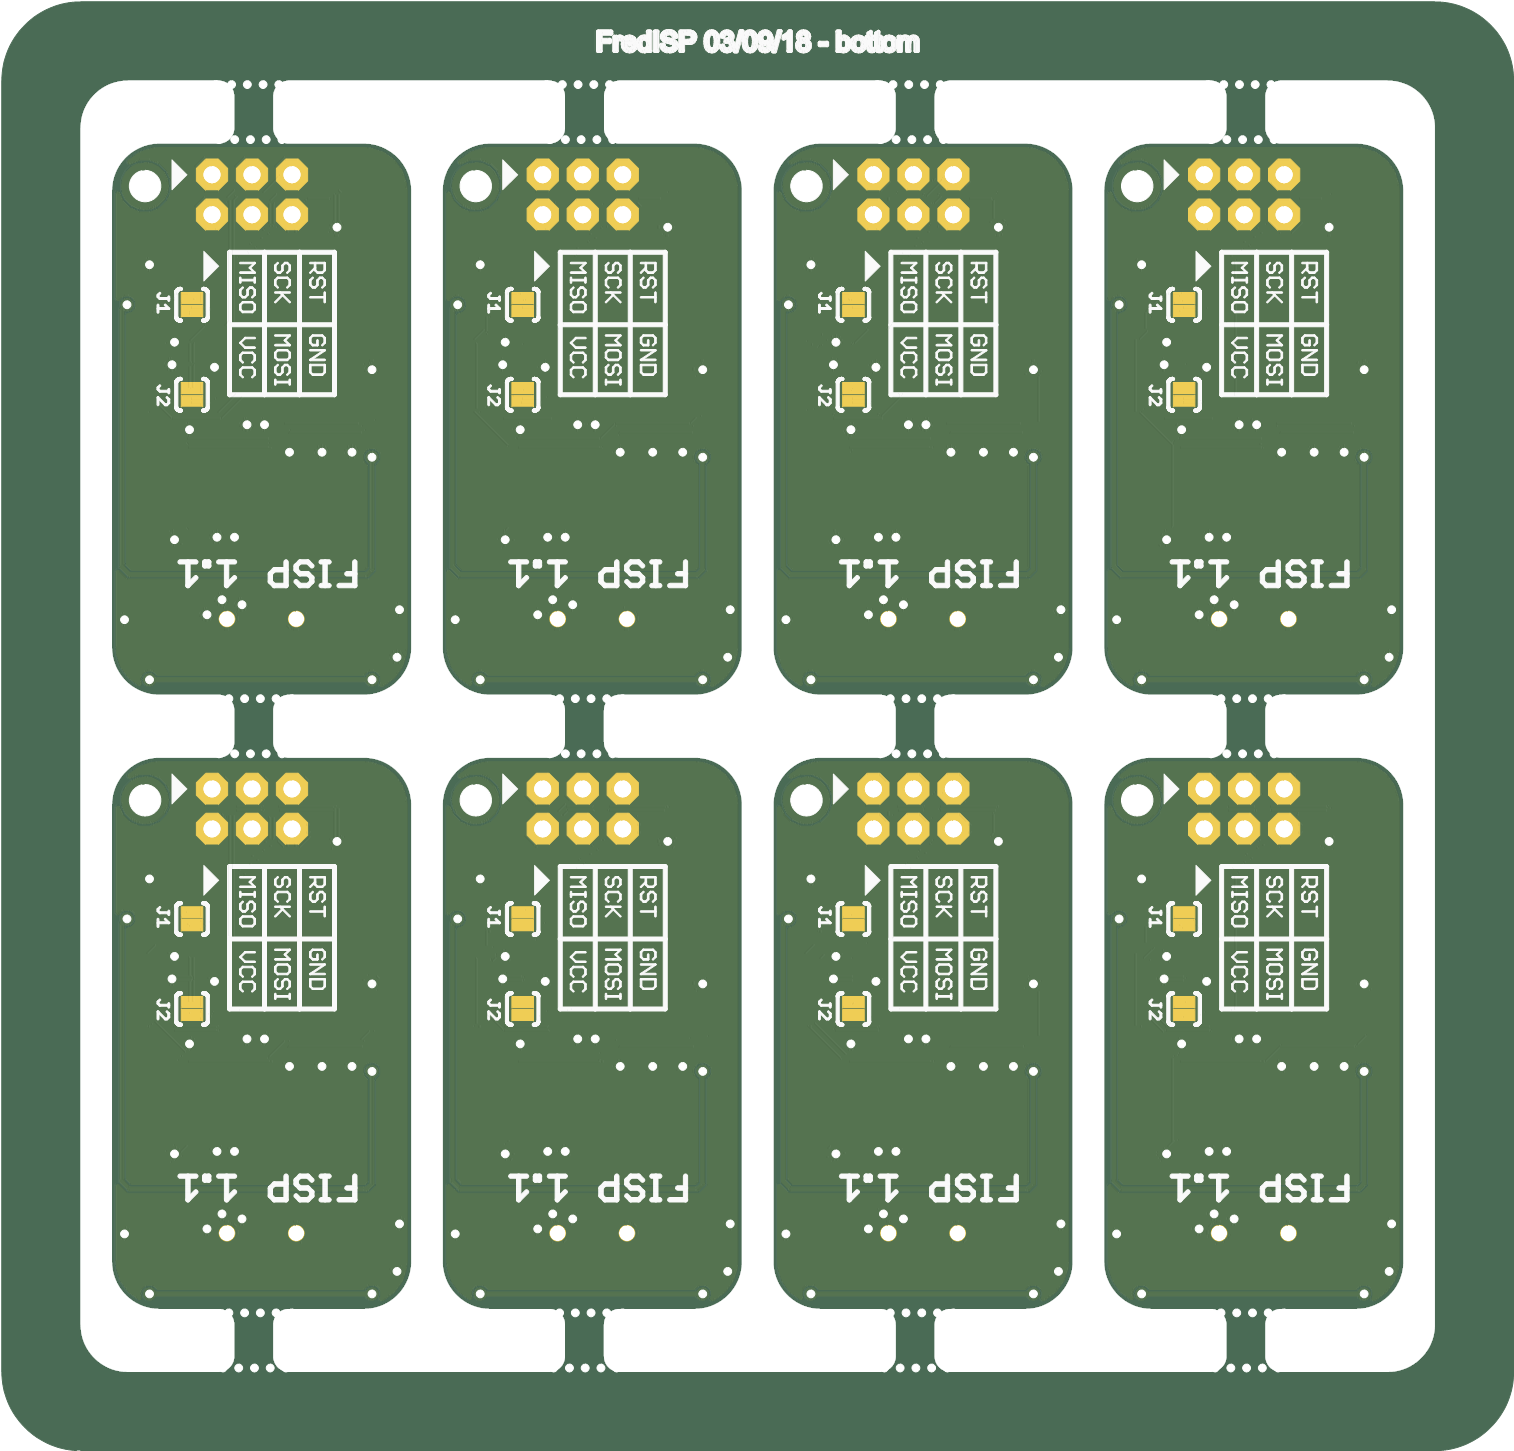 FredISP 03/09/18 - bottom
MISO SCK RST
J1
VCC MOSI GND
J2
FISP 1.1
MISO SCK RST
J1
VCC MOSI GND
J2
FISP 1.1
MISO SCK RST
J1
VCC MOSI GND
J2
FISP 1.1
MISO SCK RST
J1
VCC MOSI GND
J2
FISP 1.1
MISO SCK RST
J1
VCC MOSI GND
J2
FISP 1.1
MISO SCK RST
J1
VCC MOSI GND
J2
FISP 1.1
MISO SCK RST
J1
VCC MOSI GND
J2
FISP 1.1
MISO SCK RST
J1
VCC MOSI GND
J2
FISP 1.1